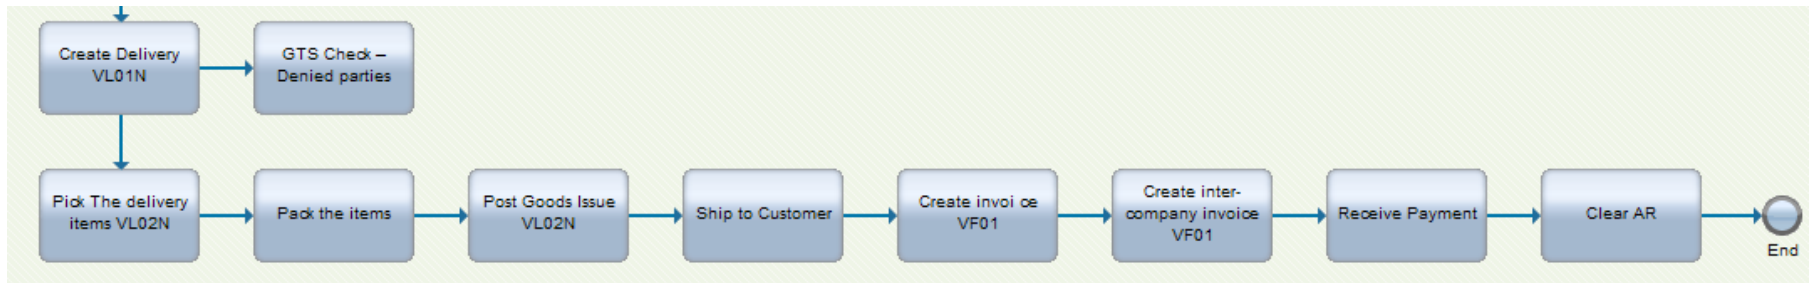 Create Delivery
VL01N
GTS Check –
Denied parties
Pick The delivery
items VL02N
Pack the items
Post Goods Issue
VL02N
Ship to Customer
Create invoi ce
VF01
Create inter-
company invoice
VF01
Receive Payment
Clear AR
End